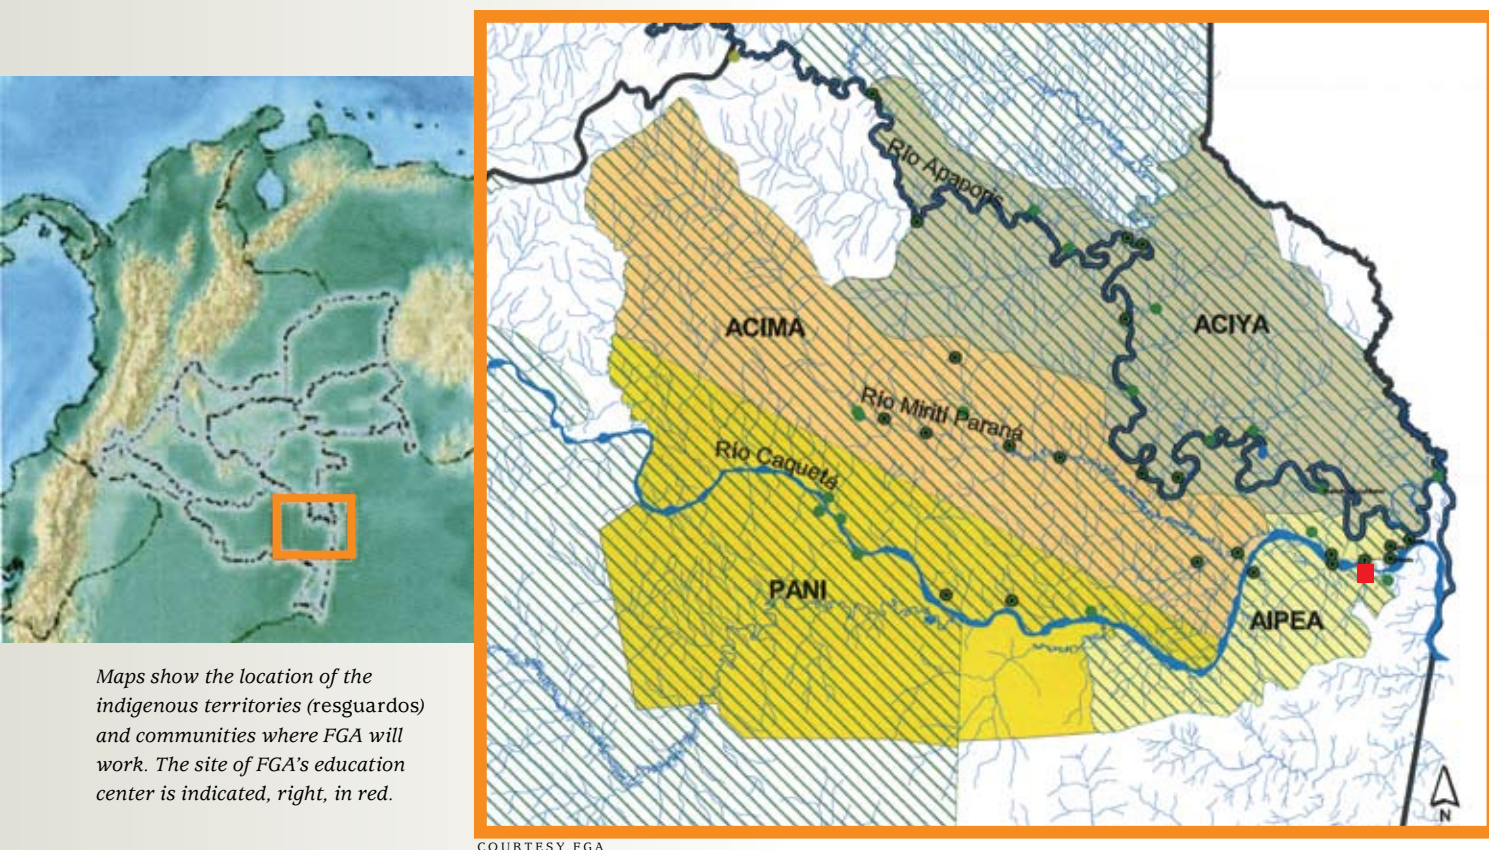 Río Apaporis
ACIMA
ACIYA
Río Mirití Paraná
Río Caquetá
PANI
AIPEA
N
Maps show the location of the
indigenous territories (resguardos)
and communities where FGA will
work. The site of FGA’s education
center is indicated, right, in red.
COURTESY FGA